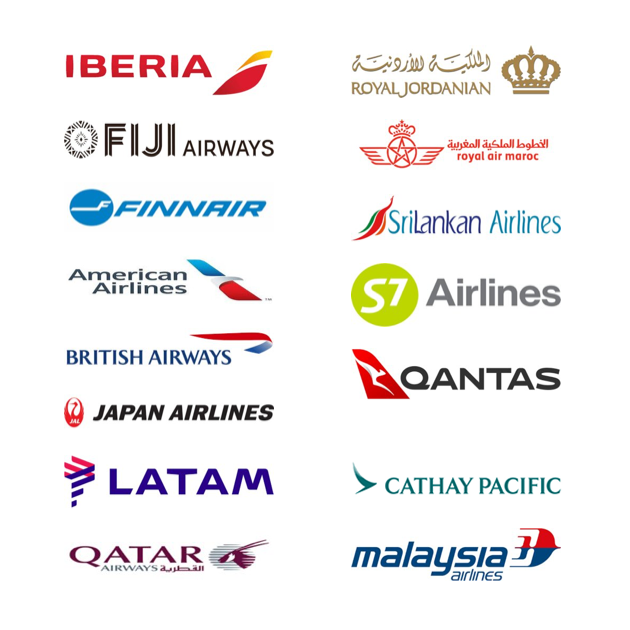 IBERIA
FIJI AIRWAYS
FINNAIR
American
Airlines
BRITISH AIRWAYS
JAL
JAPAN AIRLINES
LATAM
QATAR
AIRWAYS القطرية
الملكية الأردنية
ROYAL JORDANIAN
الخطوط الملكية المغربية
royal air maroc
SriLankan Airlines
S7 Airlines
QANTAS
CATHAY PACIFIC
malaysia
airlines